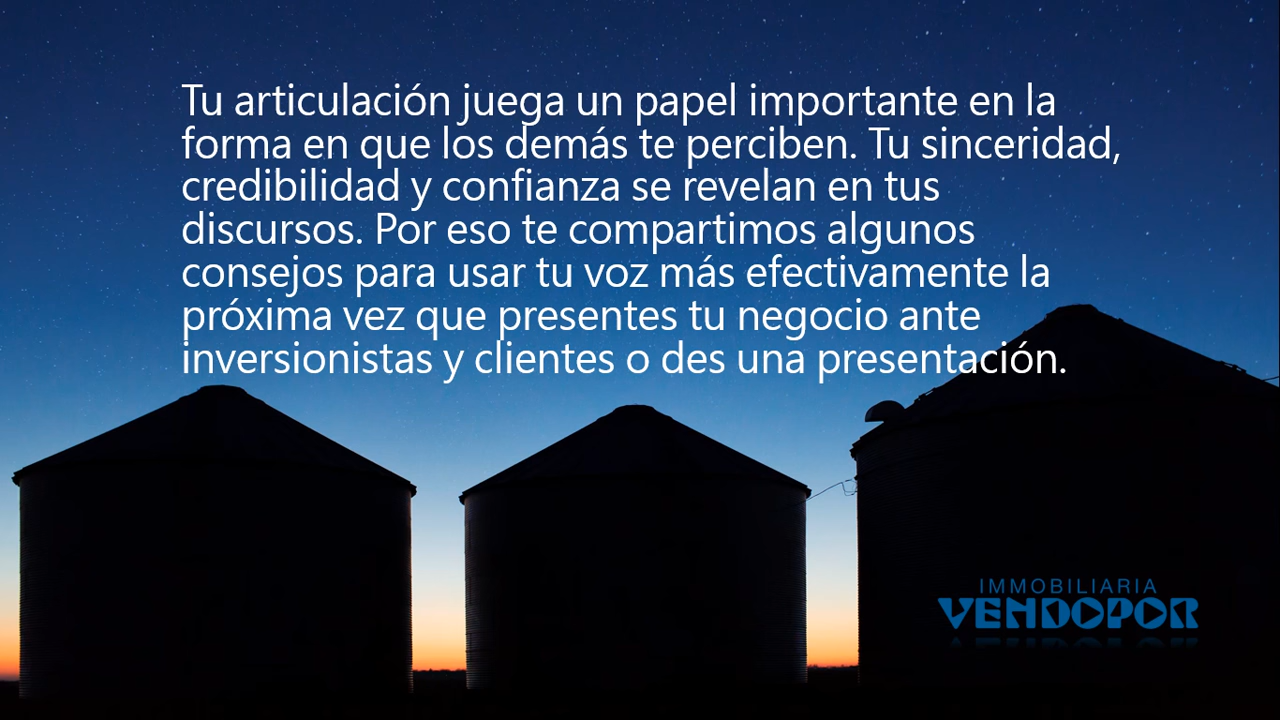 Tu articulación juega un papel importante en la
forma en que los demás te perciben. Tu sinceridad,
credibilidad y confianza se revelan en tus
discursos. Por eso te compartimos algunos
consejos para usar tu voz más efectivamente la
próxima vez que presentes tu negocio ante
inversionistas y clientes o des una presentación.
IMMOBILIARIA
VENDOPOR